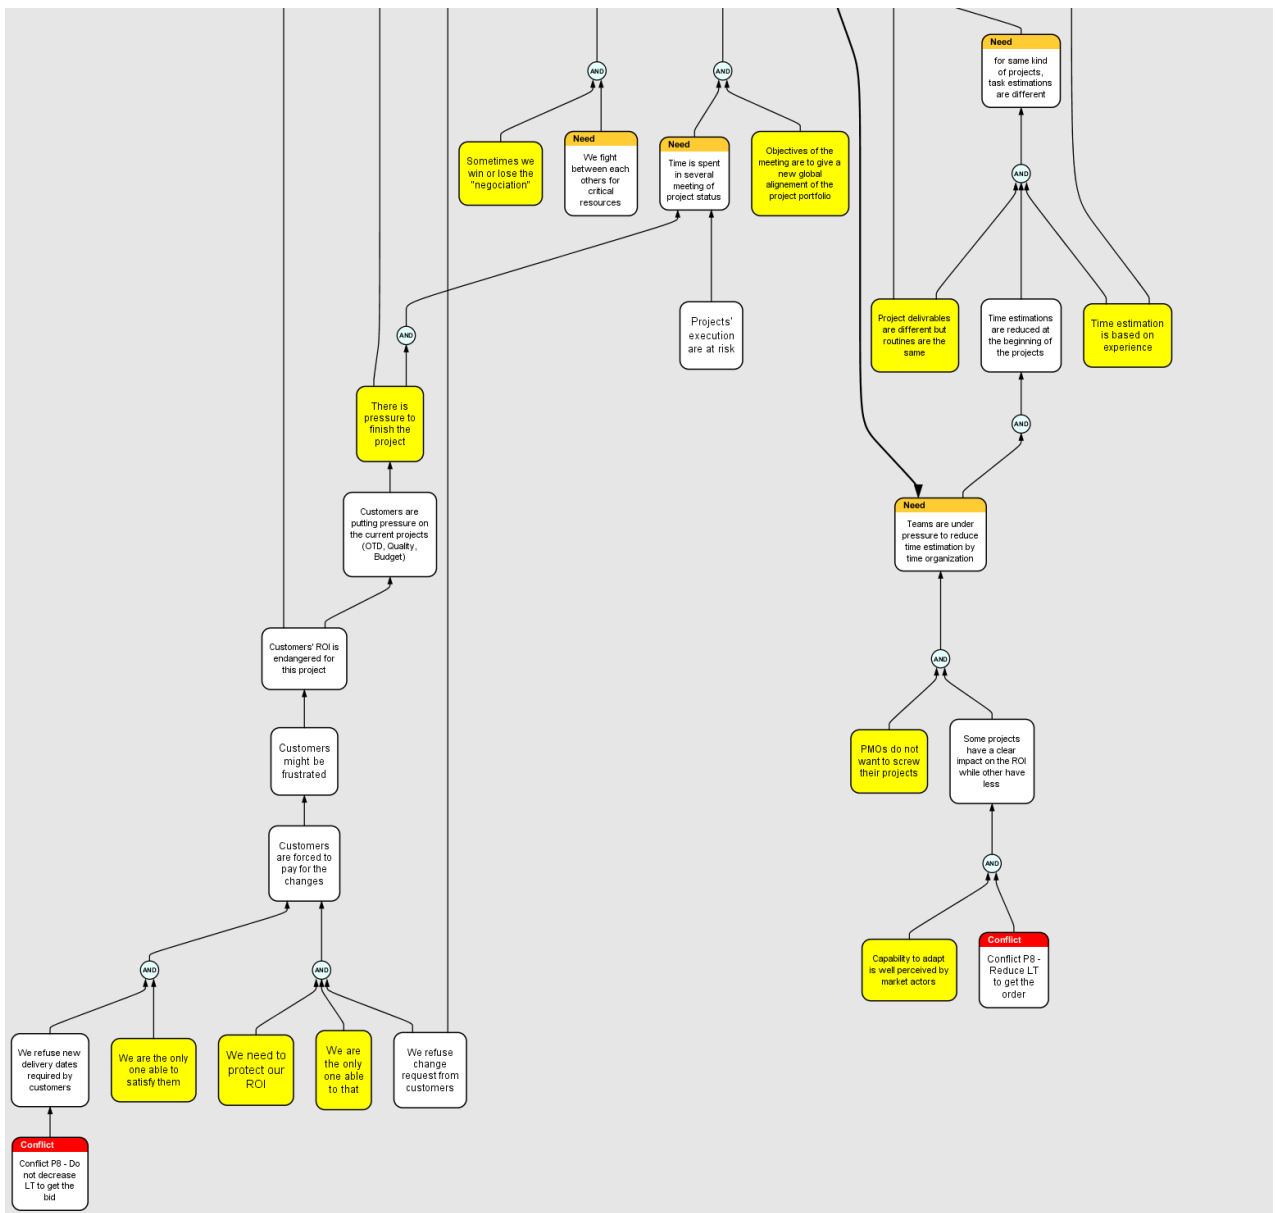 Need
for same kind
of projects,
task estimations
are different
AND
AND
Need
We fight
between each
others for
critical
resources
Need
Time is spent
in several
meeting of
project status
Sometimes we
win or lose the
"negociation"
Objectives of the
meeting are to give a
new global
alignement of the
project portfolio
AND
Projects'
execution
are at risk
Project delivrables
are different but
routines are the
same
Time estimations
are reduced at
the beginning of
the projects
Time estimation
is based on
experience
AND
There is
pressure to
finish the
project
AND
Customers are
putting pressure on
the current projects
(OTD, Quality,
Budget)
Need
Teams are under
pressure to reduce
time estimation by
time organization
Customers' ROI is
endangered for
this project
AND
Customers
might be
frustrated
PMOs do not
want to screw
their projects
Some projects
have a clear
impact on the ROI
while other have
less
Customers
are forced to
pay for the
changes
AND
Capability to adapt
is well perceived by
market actors
Conflict
Conflict P8 -
Reduce LT
to get the
order
AND
AND
We refuse new
delivery dates
required by
customers
We are the only
one able to
satisfy them
We need to
protect our
ROI
We are
the only
one able
to that
We refuse
change
request from
customers
Conflict
Conflict P8 - Do
not decrease
LT to get the
bid